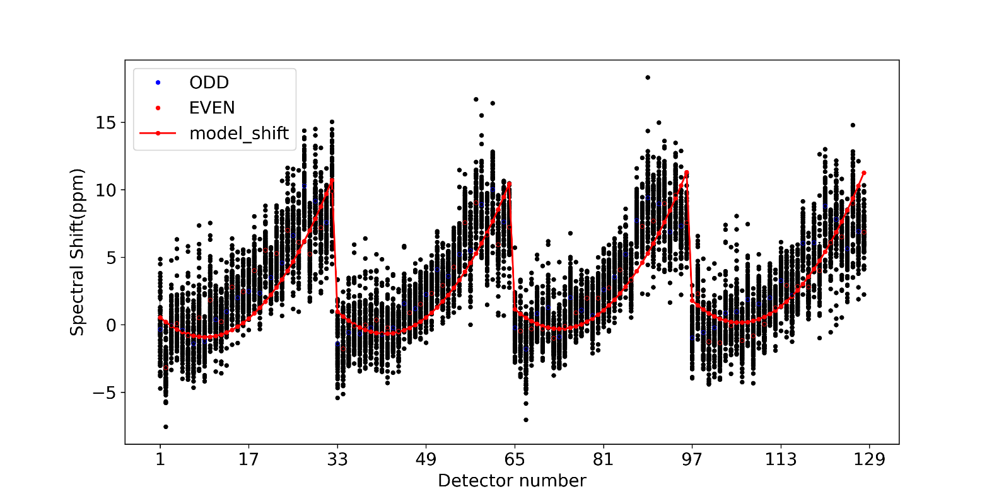 ODD
EVEN
model_shift
Spectral Shift(ppm)
15
10
5
0
−5
1 17 33 49 65 81 97 113 129
Detector number